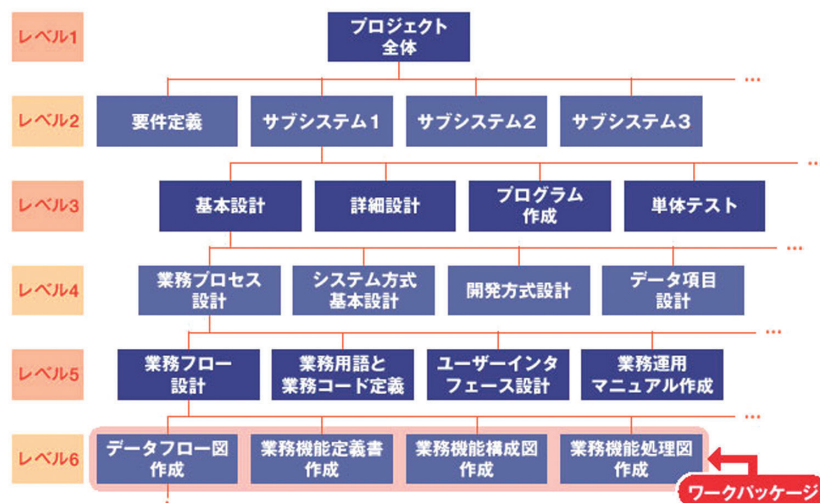 レベル1
プロジェクト
全体
…
レベル2
要件定義
サブシステム1
サブシステム2
サブシステム3
…
レベル3
基本設計
詳細設計
プログラム
作成
単体テスト
…
レベル4
業務プロセス
設計
システム方式
基本設計
開発方式設計
データ項目
設計
…
レベル5
業務フロー
設計
業務用語と
業務コード定義
ユーザーインタ
フェース設計
業務運用
マニュアル作成
…
レベル6
データフロー図
作成
業務機能定義書
作成
業務機能構成図
作成
業務機能処理図
作成
ワークパッケージ